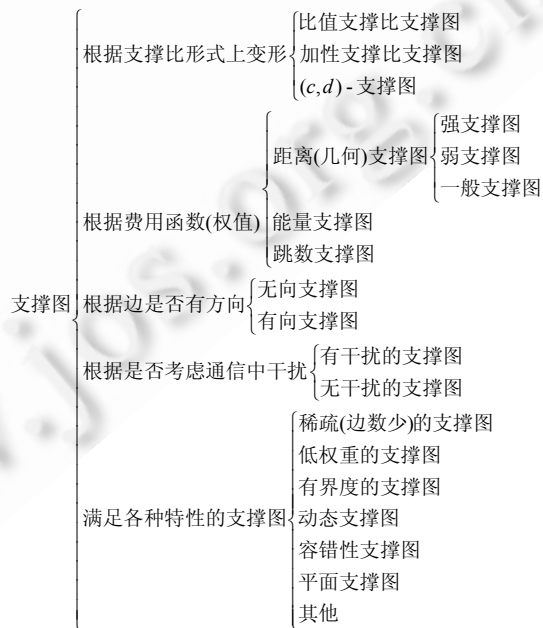 支撑图
根据支撑比形式上变形
比值支撑比支撑图
加性支撑比支撑图
(c,d)-支撑图
根据费用函数(权值)
距离(几何)支撑图
强支撑图
弱支撑图
一般支撑图
能量支撑图
跳数支撑图
根据边是否有方向
无向支撑图
有向支撑图
根据是否考虑通信中干扰
有干扰的支撑图
无干扰的支撑图
满足各种特性的支撑图
稀疏(边数少)的支撑图
低权重的支撑图
有界度的支撑图
动态支撑图
容错性支撑图
平面支撑图
其他
.jos.org.c